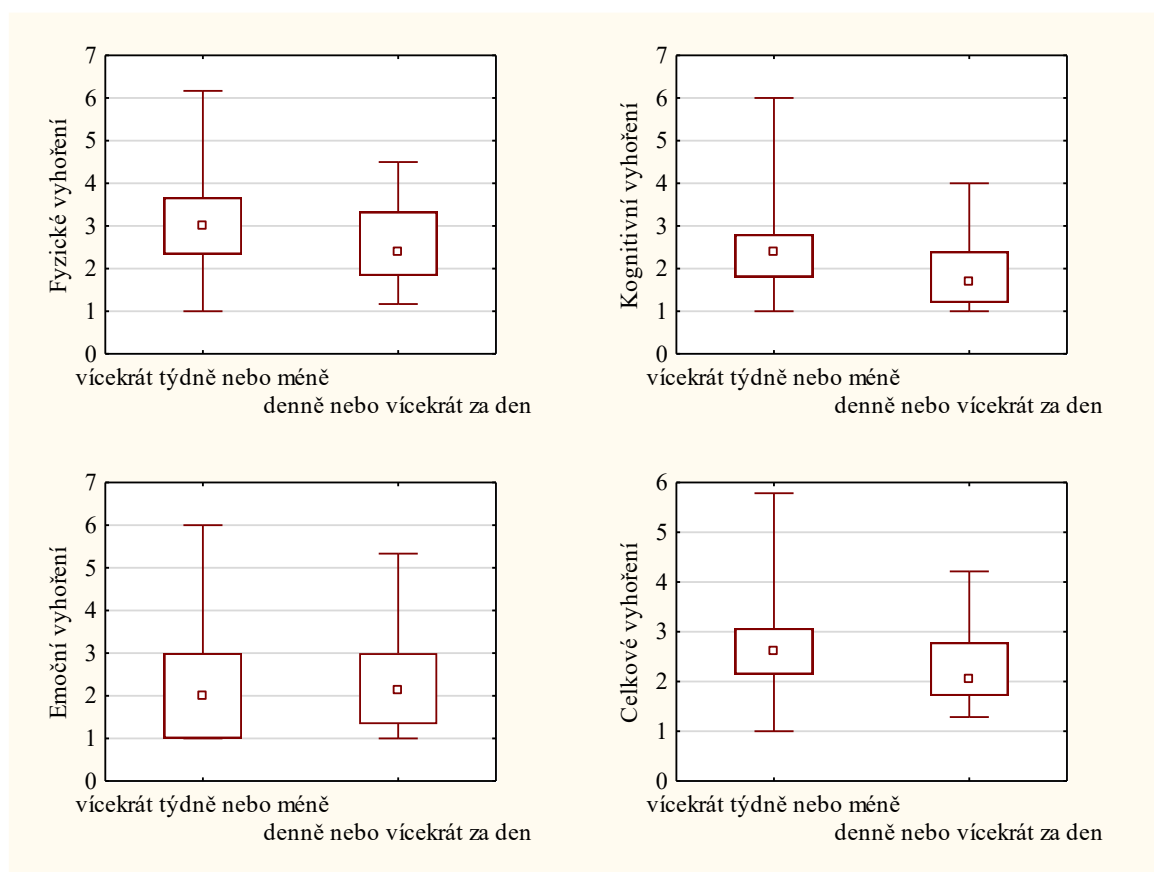 Fyzické vyhoření
7
6
5
4
3
2
1
0
vícekrát týdně nebo méně
denně nebo vícekrát za den
Kognitivní vyhoření
7
6
5
4
3
2
1
0
vícekrát týdně nebo méně
denně nebo vícekrát za den
Emoční vyhoření
7
6
5
4
3
2
1
0
vícekrát týdně nebo méně
denně nebo vícekrát za den
Celkové vyhoření
6
5
4
3
2
1
0
vícekrát týdně nebo méně
denně nebo vícekrát za den